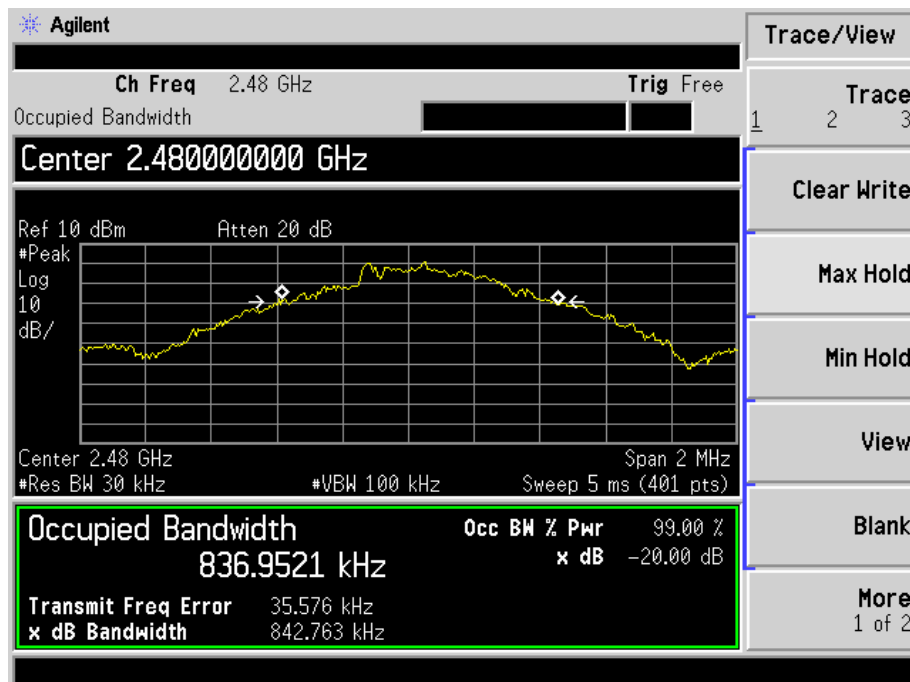 Agilent
Trace/View
Ch Freq 2.48 GHz Trig Free
Occupied Bandwidth
Center 2.480000000 GHz
Ref 10 dBm Atten 20 dB
#Peak
Log
10
dB/
Center 2.48 GHz Span 2 MHz
#Res BW 30 kHz #VBW 100 kHz Sweep 5 ms (401 pts)
Occupied Bandwidth
836.9521 kHz
Occ BW % Pwr 99.00 %
x dB -20.00 dB
Transmit Freq Error 35.576 kHz
x dB Bandwidth 842.763 kHz
Trace
1 2 3
Clear Write
Max Hold
Min Hold
View
Blank
More
1 of 2